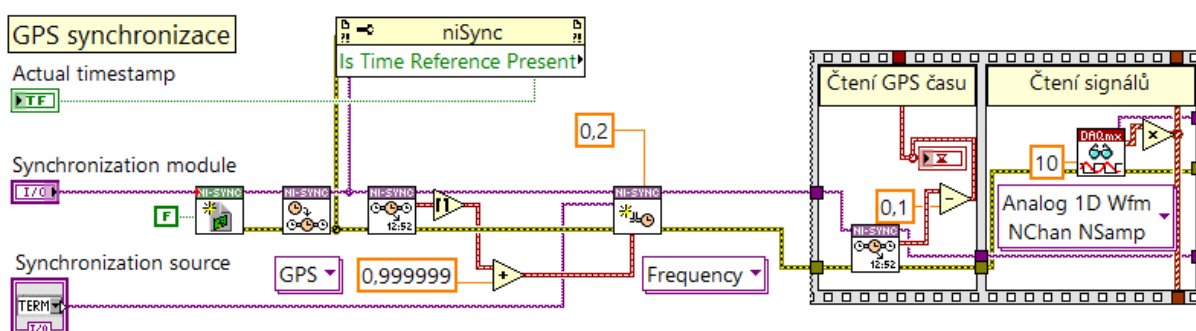 GPS synchronizace
niSync
Is Time Reference Present
Actual timestamp
TF
Čtení GPS času
Čtení signálů
0,2
DAQmx
Synchronization module
I/O
NI-SYNC
NI-SYNC
NI-SYNC
NI-SYNC
10
F
12:52
0,1
Analog 1D Wfm
NChan NSamp
NI-SYNC
12:52
Synchronization source
GPS
0,999999
Frequency
TERM
I/O